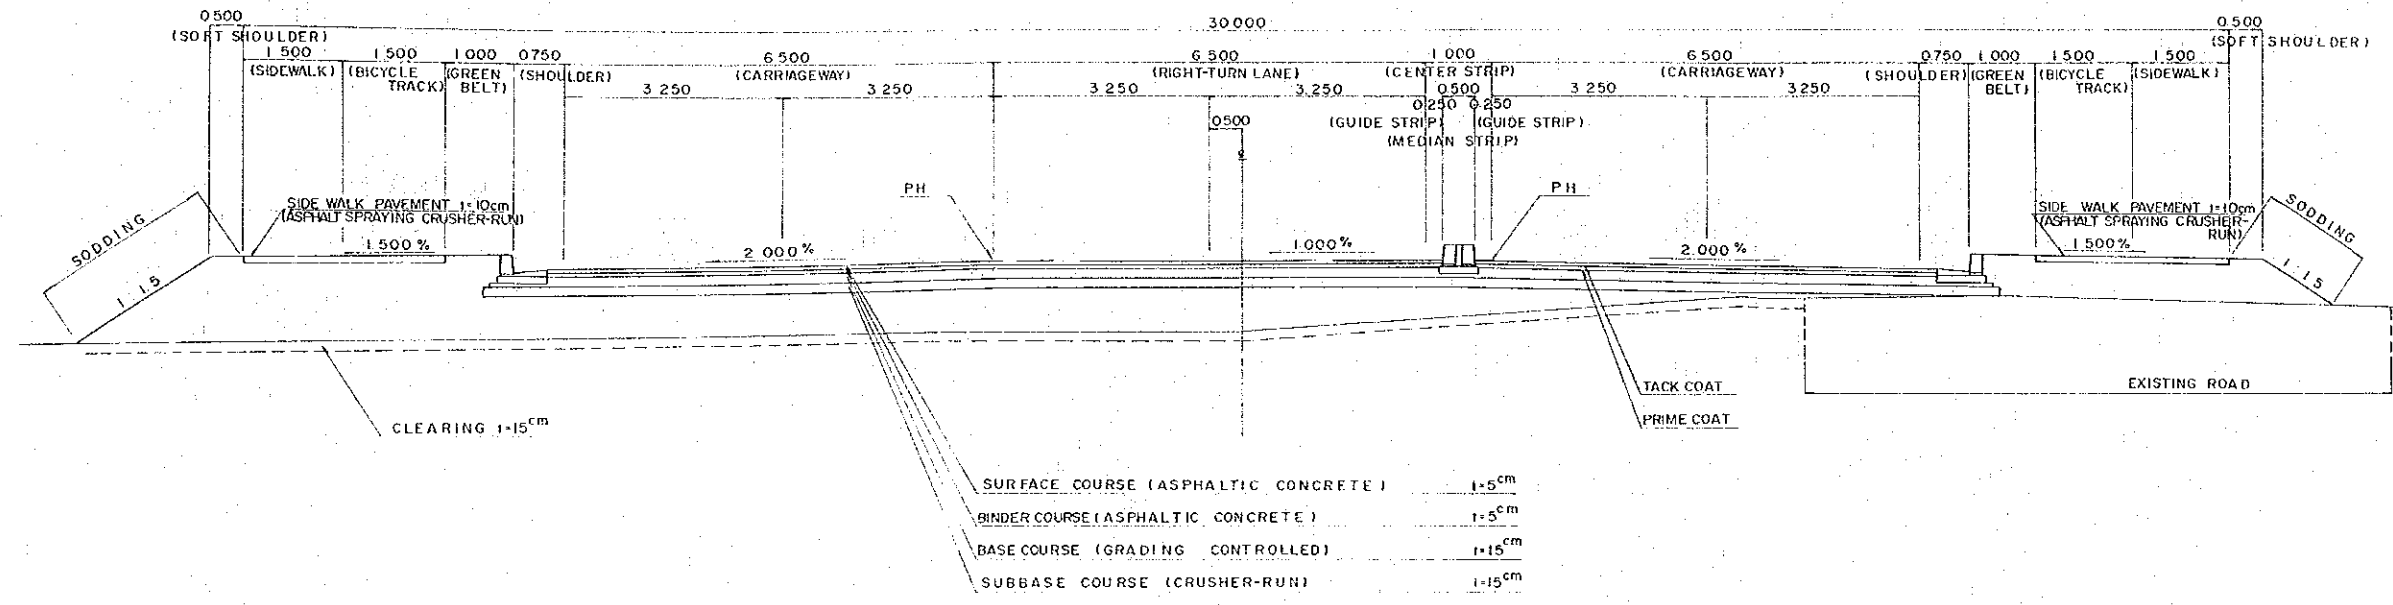 0.500 30.000 0.500
(SOFT SHOULDER) (SOFT SHOULDER)
1.500 1.500 1.000 0.750 6.500 6.500 1.000 6.500 0.750 1.000 1.500 1.500
(SIDEWALK) (BICYCLE TRACK) (GREEN BELT) (SHOULDER) (CARRIAGEWAY) (RIGHT-TURN LANE) (CENTER STRIP) (CARRIAGEWAY) (SHOULDER) (GREEN BELT) (BICYCLE TRACK) (SIDEWALK)
3.250 3.250 3.250 3.250 0.500 3.250 3.250
0.250 0.250
0.500 (GUIDE STRIP) (GUIDE STRIP)
(MEDIAN STRIP)
PH PH
SIDE WALK PAVEMENT t=10cm
(ASPHALT SPRAYING CRUSHER-RUN)
SIDE WALK PAVEMENT t=10cm
(ASPHALT SPRAYING CRUSHER-
RUN)
SODDING SODDING
1.500% 2.000% 1.000% 2.000% 1.500%
1:1.5 1:1.5
TACK COAT
EXISTING ROAD
PRIME COAT
CLEARING t=15cm
SURFACE COURSE (ASPHALTIC CONCRETE) t=5cm
BINDER COURSE (ASPHALTIC CONCRETE) t=5cm
BASE COURSE (GRADING CONTROLLED) t=15cm
SUBBASE COURSE (CRUSHER-RUN) t=15cm